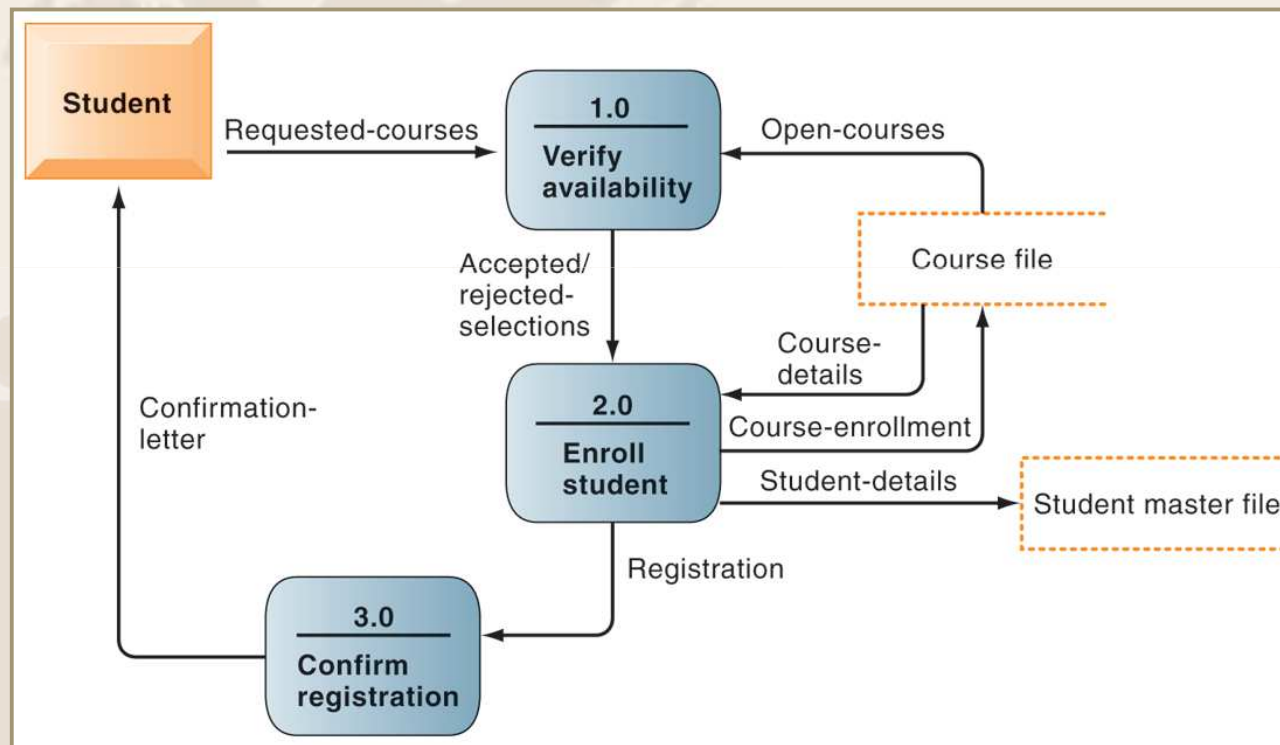 Student
Requested-courses
1.0
Verify
availability
Open-courses
Course file
Accepted/
rejected-
selections
Course-
details
2.0
Enroll
student
Course-enrollment
Student-details
Student master file
Confirmation-
letter
Registration
3.0
Confirm
registration